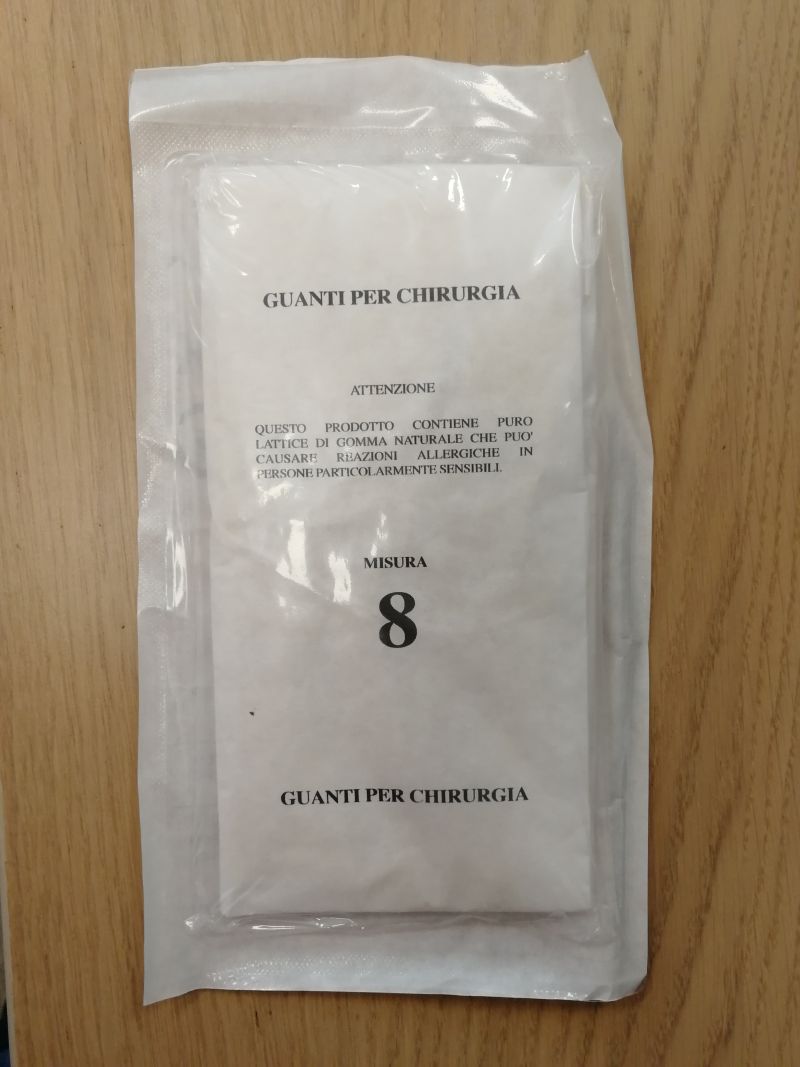 GUANTI PER CHIRURGIA
ATTENZIONE
QUESTO PRODOTTO CONTIENE PURO
LATTICE DI GOMMA NATURALE CHE PUO'
CAUSARE REAZIONI ALLERGICHE IN
PERSONE PARTICOLARMENTE SENSIBILI.
MISURA
8
GUANTI PER CHIRURGIA